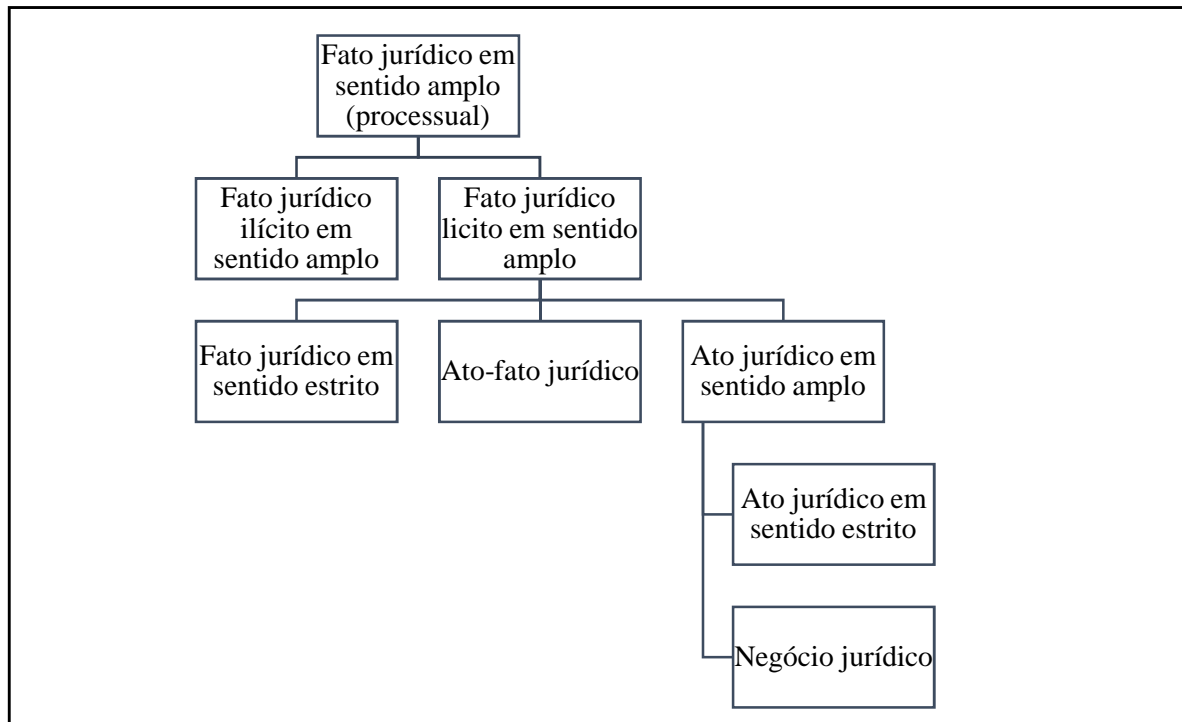 Fato jurídico em
sentido amplo
(processual)
Fato jurídico
ilícito em
sentido amplo
Fato jurídico
licito em sentido
amplo
Fato jurídico em
sentido estrito
Ato-fato jurídico
Ato jurídico em
sentido amplo
Ato jurídico em
sentido estrito
Negócio jurídico